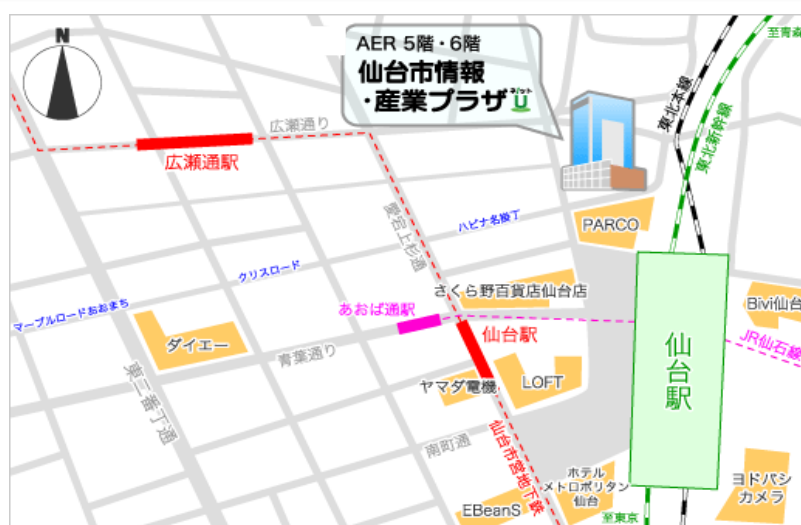 N
AER 5階・6階
仙台市情報
・産業プラザ
ネットU
至青森
東北本線
東北新幹線
広瀬通り
広瀬通駅
愛宕上杉通
ハピナ名掛丁
PARCO
クリスロード
さくら野百貨店仙台店
マーブルロードおおまち
あおば通駅
仙台駅
Bivi仙台
ダイエー
青葉通り
JR仙石線
仙台駅
東二番丁通
ヤマダ電機
LOFT
南町通
仙台市営地下鉄
ホテル
メトロポリタン
仙台
ヨドバシ
カメラ
EBeanS
至東京